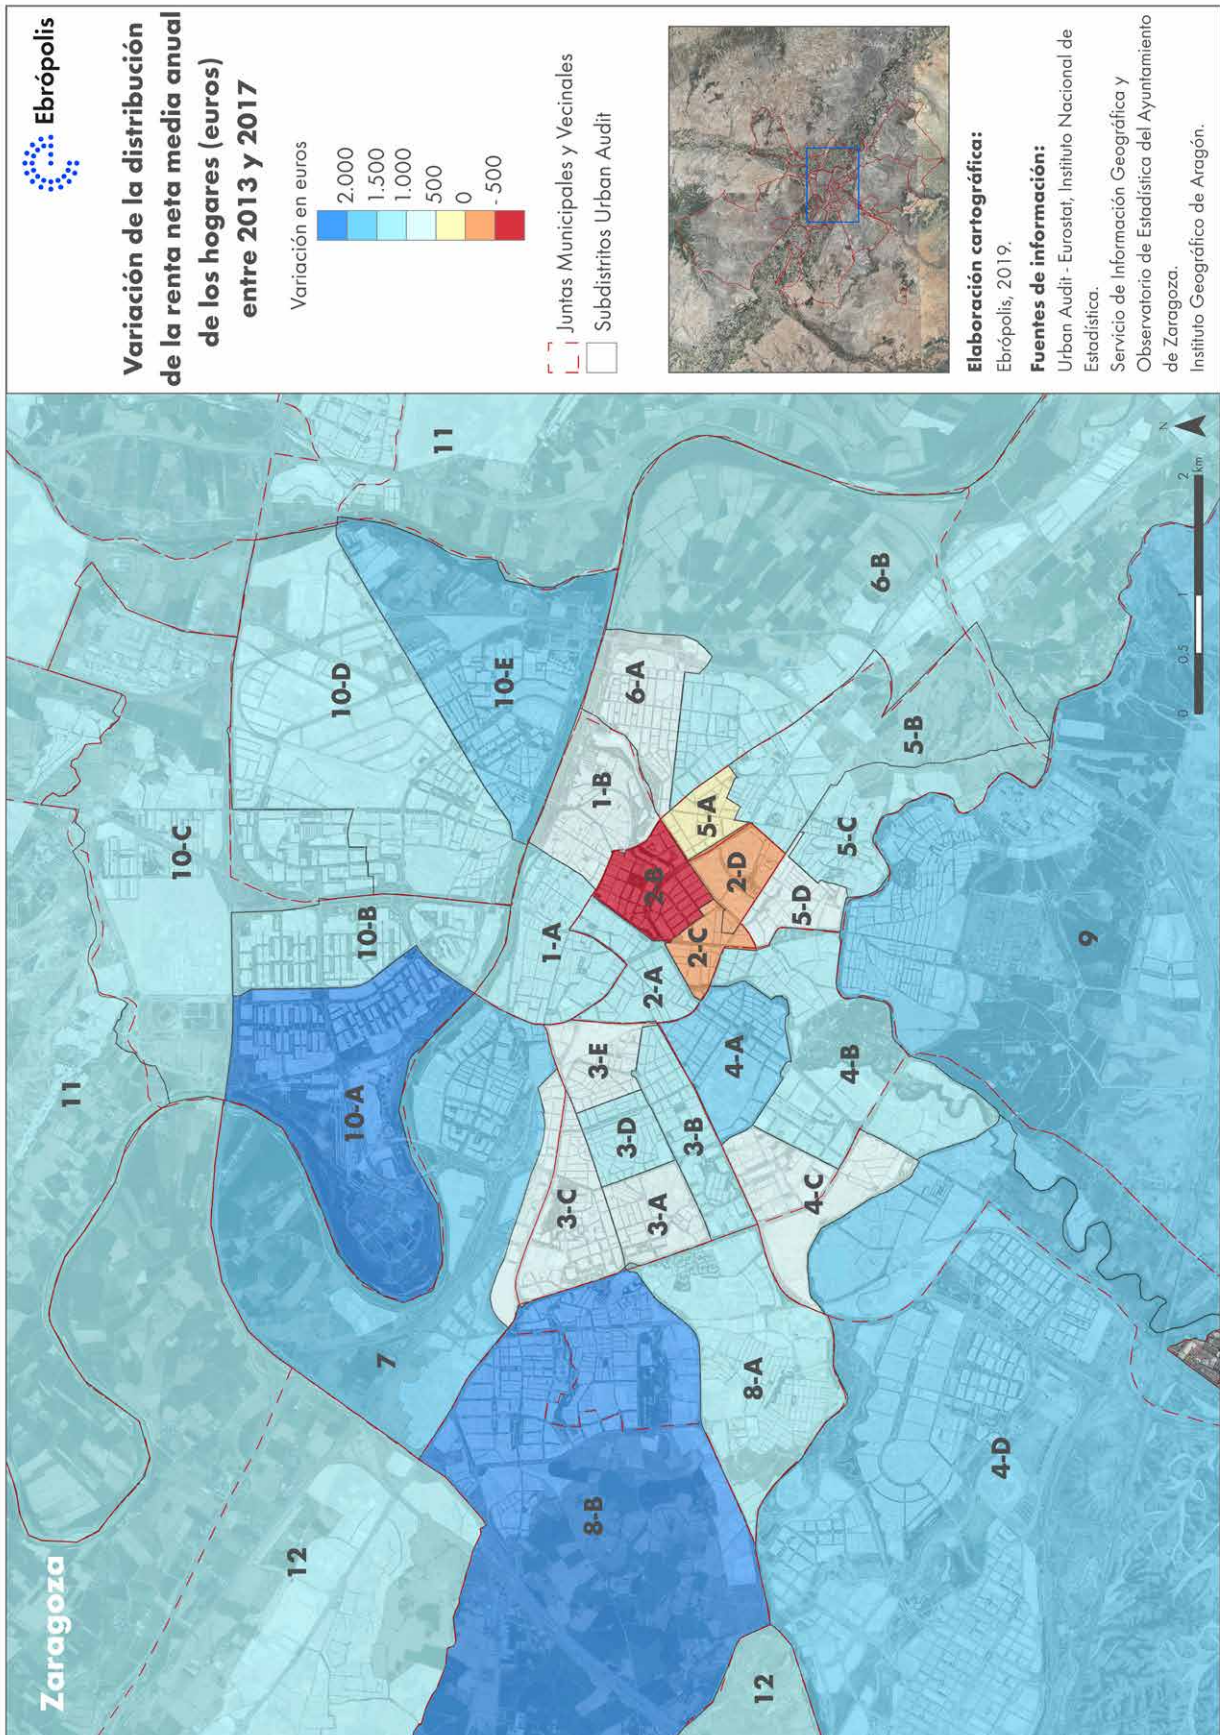 Zaragoza
Ebrópolis
Variación de la distribución
de la renta neta media anual
de los hogares (euros)
entre 2013 y 2017
Variación en euros
2.000
1.500
1.000
500
0
- 500
Juntas Municipales y Vecinales
Subdistritos Urban Audit
Elaboración cartográfica:
Ebrópolis, 2019.
Fuentes de información:
Urban Audit - Eurostat, Instituto Nacional de
Estadística.
Servicio de Información Geográfica y
Observatorio de Estadística del Ayuntamiento
de Zaragoza.
Instituto Geográfico de Aragón.
11
10-C
10-D
11
10-B
10-A
10-E
12
7
1-A
1-B
6-A
3-E
3-C
3-D
3-A
3-B
2-A
2-B
2-C
2-D
5-A
8-B
8-A
4-A
4-B
4-C
5-D
5-C
5-B
6-B
12
4-D
9
N
0
0,5
1
2
km